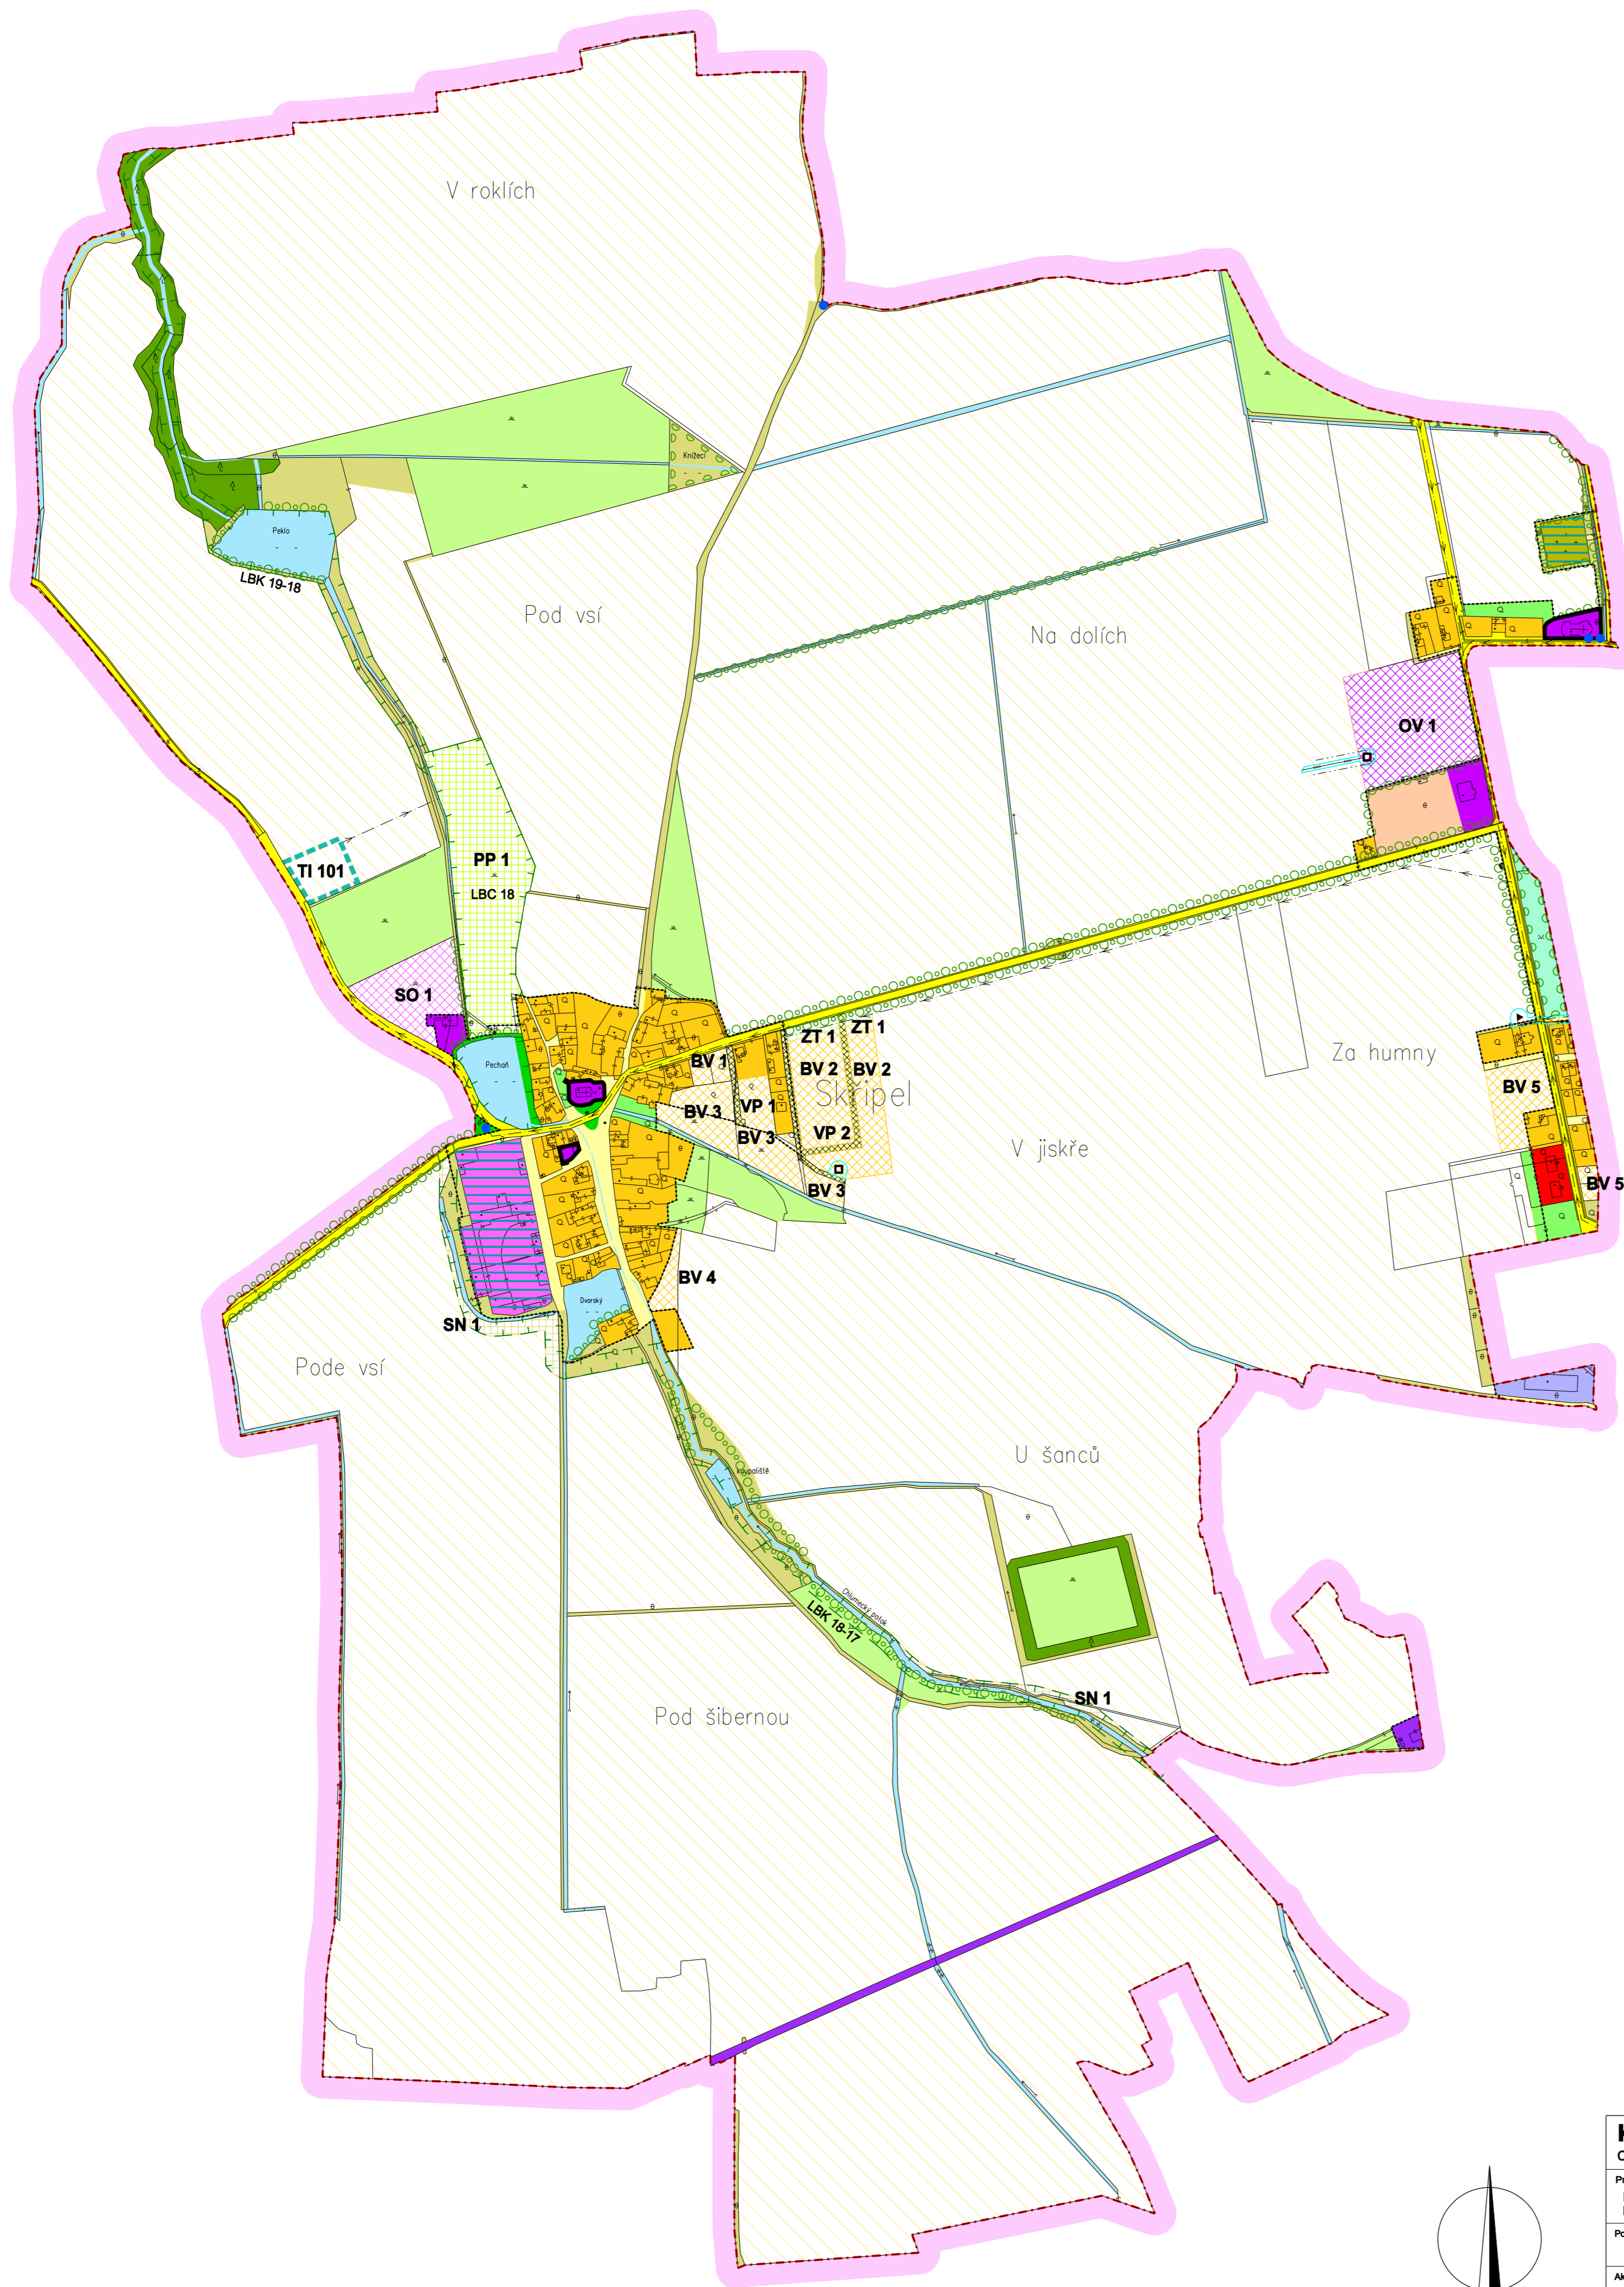 V roklích
Knížecí
Peklo
LBK 19-18
Pod vsí
Na dolích
OV 1
TI 101
PP 1
LBC 18
SO 1
Pechaň
BV 1
ZT 1
ZT 1
BV 2
BV 2
Skřipel
Za humny
BV 3
VP 1
BV 5
BV 3
VP 2
V jiskře
BV 3
BV 5
BV 4
Dvorský
SN 1
Pode vsí
U šanců
koupaliště
Chlumecký potok
LBK 18-17
SN 1
Pod šibernou